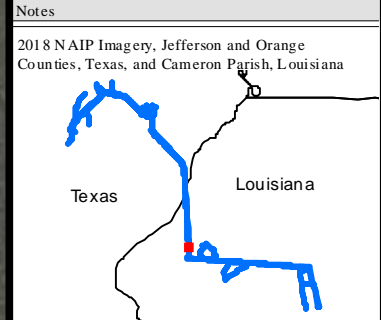 Notes
2018 NAIP Imagery, Jefferson and Orange
Counties, Texas, and Cameron Parish, Louisiana
Texas
Louisiana